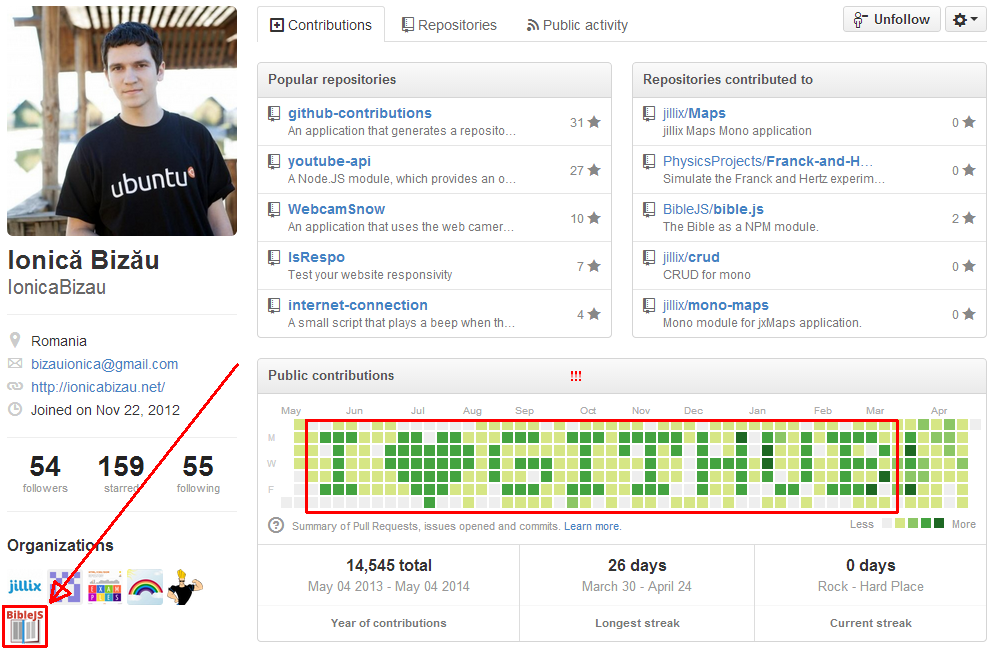 ubuntu
Ionică Bizău
IonicaBizau
Romania
bizauionica@gmail.com
http://ionicabizau.net/
Joined on Nov 22, 2012
54 159 55
followers starred following
Organizations
jillix
BibleJS
Contributions Repositories Public activity
Unfollow
Popular repositories
github-contributions
An application that generates a reposito…
31
youtube-api
A Node.JS module, which provides an o…
27
WebcamSnow
An application that uses the web camer…
10
IsRespo
Test your website responsivity
7
internet-connection
A small script that plays a beep when th…
4
Repositories contributed to
jillix/Maps
jillix Maps Mono application
0
PhysicsProjects/Franck-and-H…
Simulate the Franck and Hertz experim…
0
BibleJS/bible.js
The Bible as a NPM module.
2
jillix/crud
CRUD for mono
0
jillix/mono-maps
Mono module for jxMaps application.
0
Public contributions !!!
May Jun Jul Aug Sep Oct Nov Dec Jan Feb Mar Apr
M
W
F
? Summary of Pull Requests, issues opened and commits. Learn more. Less More
14,545 total
May 04 2013 - May 04 2014
Year of contributions
26 days
March 30 - April 24
Longest streak
0 days
Rock - Hard Place
Current streak